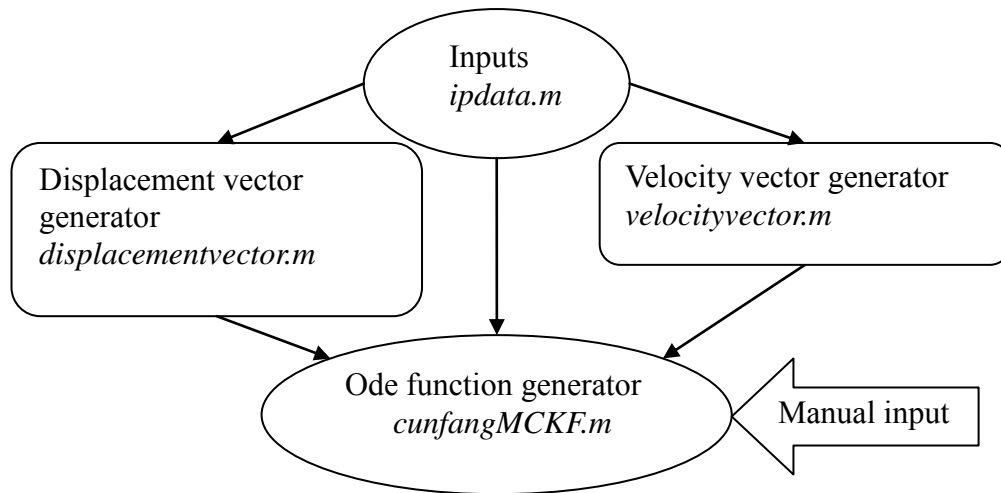 Inputs
ipdata.m
Displacement vector
generator
displacementvector.m
Velocity vector generator
velocityvector.m
Ode function generator
cunfangMCKF.m
Manual input